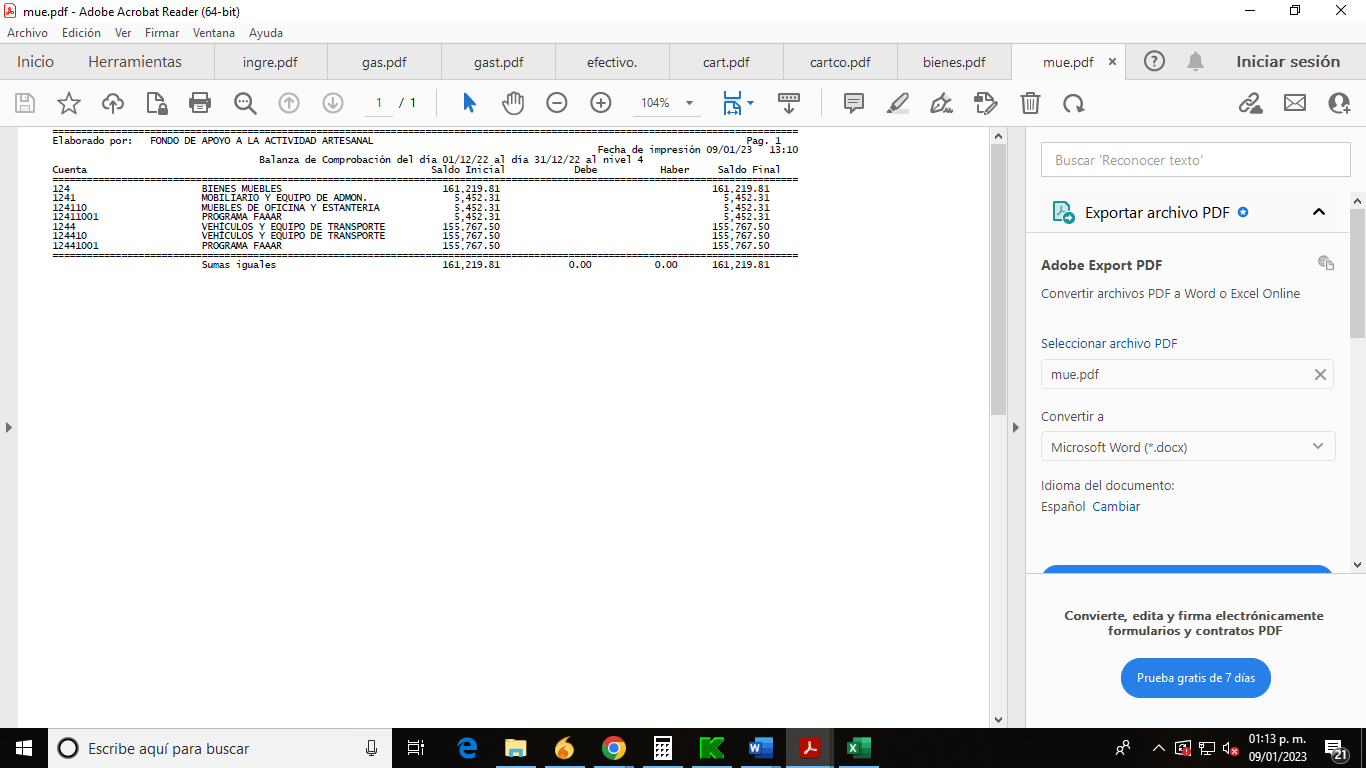 mue.pdf - Adobe Acrobat Reader (64-bit)
Archivo Edición Ver Firmar Ventana Ayuda
Inicio Herramientas ingre.pdf gas.pdf gast.pdf efectivo. cart.pdf cartco.pdf bienes.pdf mue.pdf × Iniciar sesión
1 / 1 104%
Elaborado por: FONDO DE APOYO A LA ACTIVIDAD ARTESANAL Pag. 1
Fecha de impresión 09/01/23 13:10
Balanza de Comprobación del día 01/12/22 al día 31/12/22 al nivel 4
Cuenta Saldo Inicial Debe Haber Saldo Final
124 BIENES MUEBLES 161,219.81 161,219.81
1241 MOBILIARIO Y EQUIPO DE ADMON. 5,452.31 5,452.31
124110 MUEBLES DE OFICINA Y ESTANTERIA 5,452.31 5,452.31
12411001 PROGRAMA FAAAR 5,452.31 5,452.31
1244 VEHÍCULOS Y EQUIPO DE TRANSPORTE 155,767.50 155,767.50
124410 VEHÍCULOS Y EQUIPO DE TRANSPORTE 155,767.50 155,767.50
12441001 PROGRAMA FAAAR 155,767.50 155,767.50
Sumas iguales 161,219.81 0.00 0.00 161,219.81
Buscar 'Reconocer texto'
Exportar archivo PDF
Adobe Export PDF
Convertir archivos PDF a Word o Excel Online
Seleccionar archivo PDF
mue.pdf
Convertir a
Microsoft Word (*.docx)
Idioma del documento:
Español Cambiar
Convierte, edita y firma electrónicamente
formularios y contratos PDF
Prueba gratis de 7 días
Escribe aquí para buscar
01:13 p. m.
09/01/2023
21